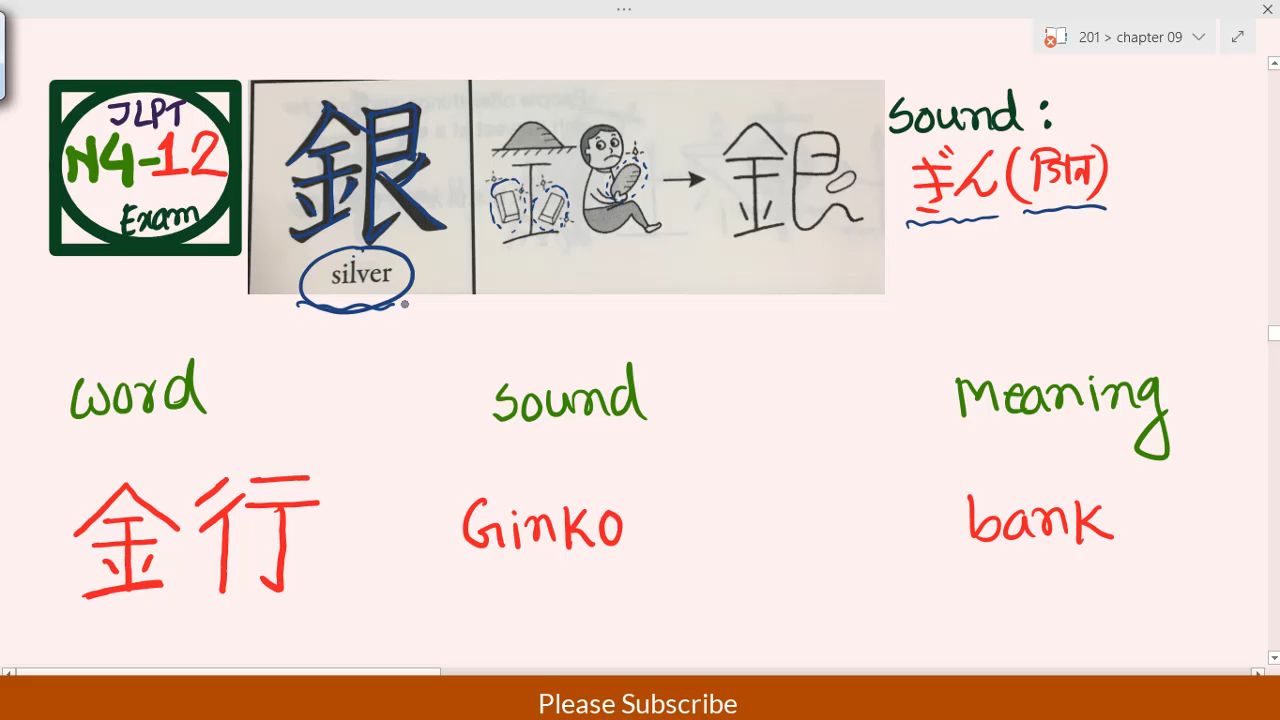 201 > chapter 09
JLPT
N4-12
Exam
銀
silver
Sound :
ぎん (গিন)
word sound Meaning
金行 Ginko bank
Please Subscribe